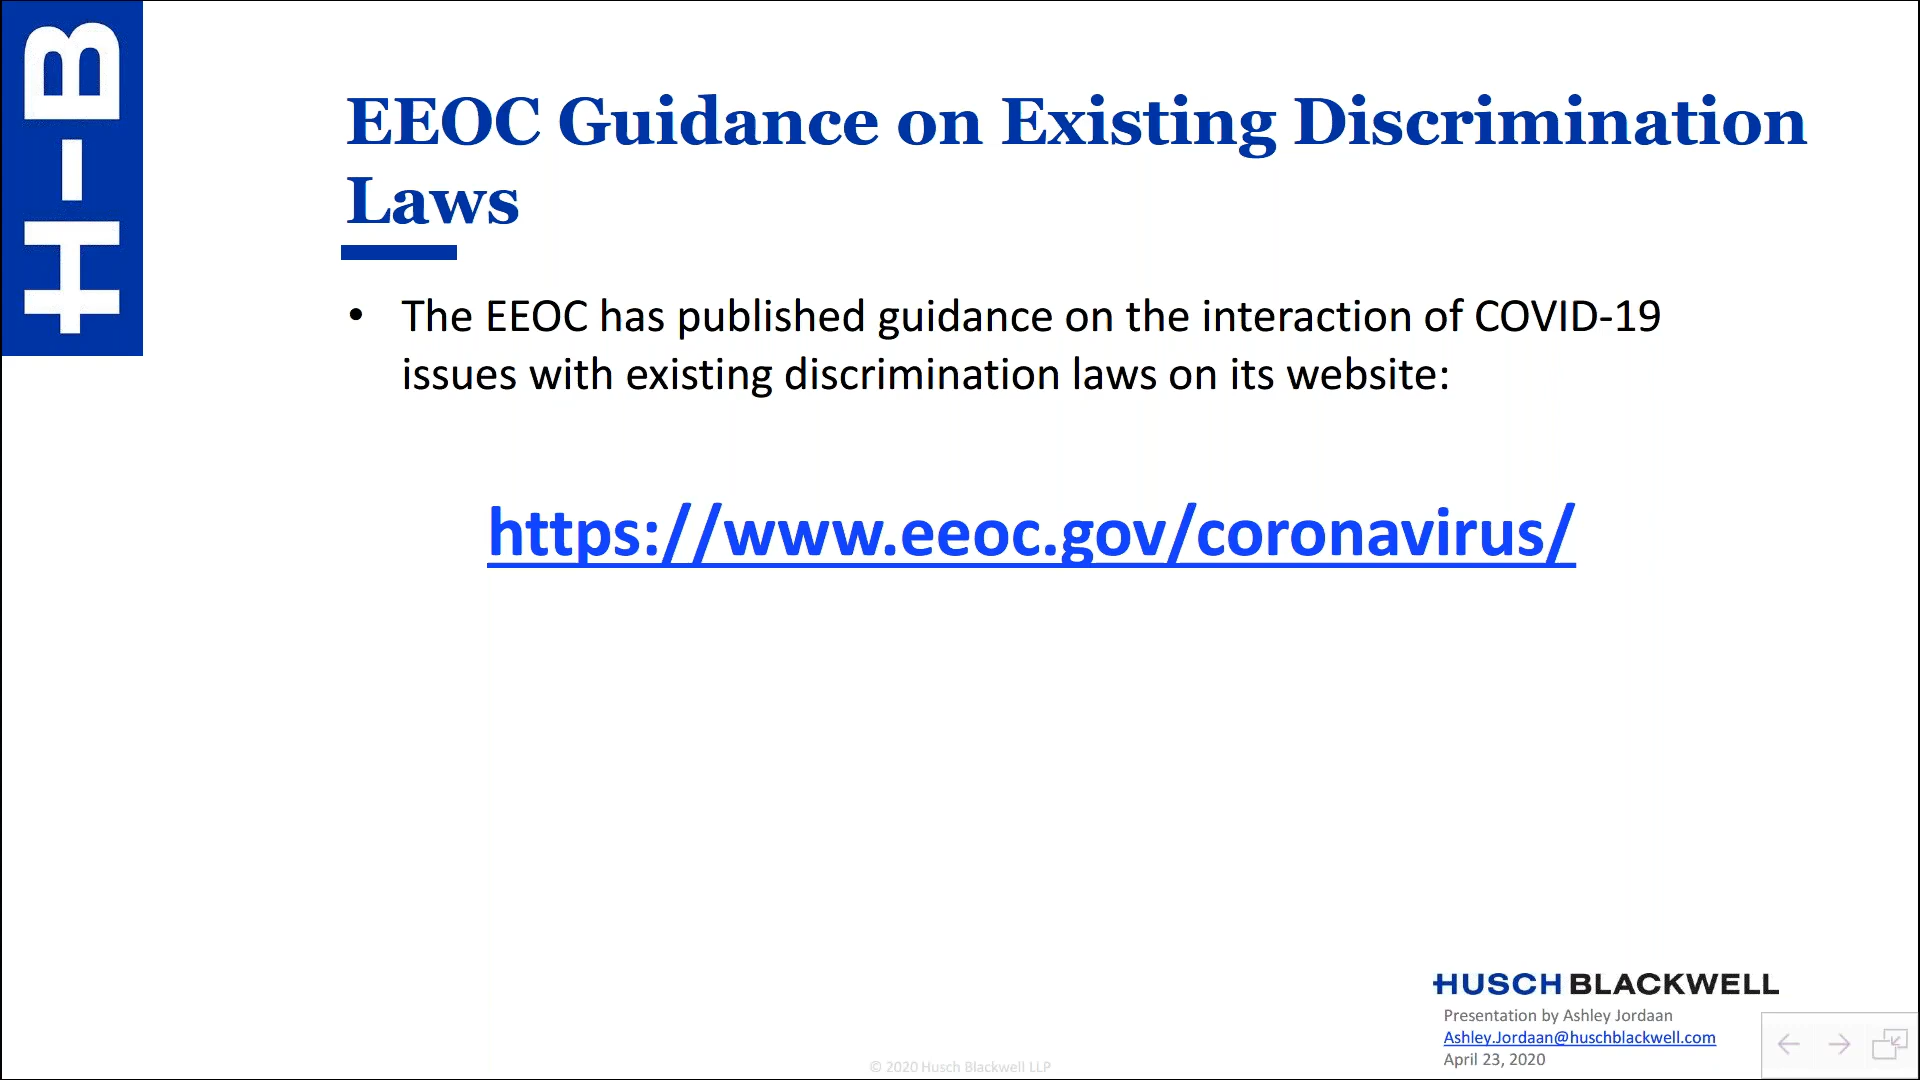 H-B
EEOC Guidance on Existing Discrimination
Laws
• The EEOC has published guidance on the interaction of COVID-19
issues with existing discrimination laws on its website:
https://www.eeoc.gov/coronavirus/
HUSCH BLACKWELL
Presentation by Ashley Jordaan
Ashley.Jordaan@huschblackwell.com
April 23, 2020
© 2020 Husch Blackwell LLP